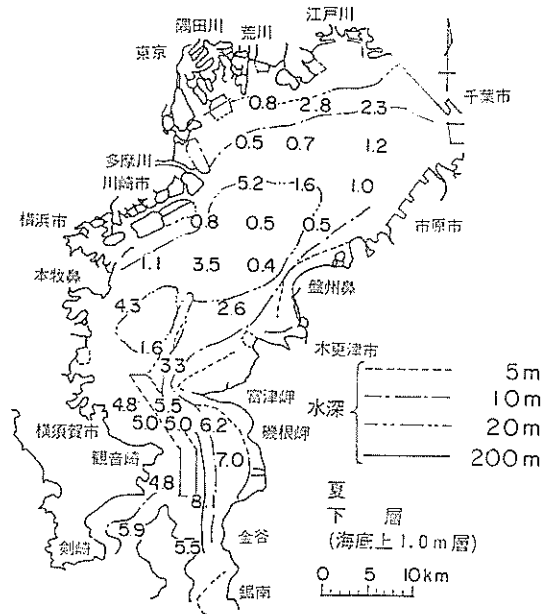 江戸川
隅田川
荒川
東京
千葉市
0.8 2.8 2.3
0.5 0.7 1.2
多摩川
川崎市
5.2 1.6 1.0
横浜市
0.8 0.5 0.5
市原市
1.1 3.5 0.4
本牧鼻
盤州鼻
4.3 2.6
1.6
木更津市
3.3
富津岬
4.8 5.5
5.0 5.0 6.2
横須賀市
磯根岬
観音崎
7.0
4.8
8
5.9
剣崎
5.5
金谷
鋸南
水深
5m
10m
20m
200m
夏
下層
(海底上1.0m層)
0 5 10km